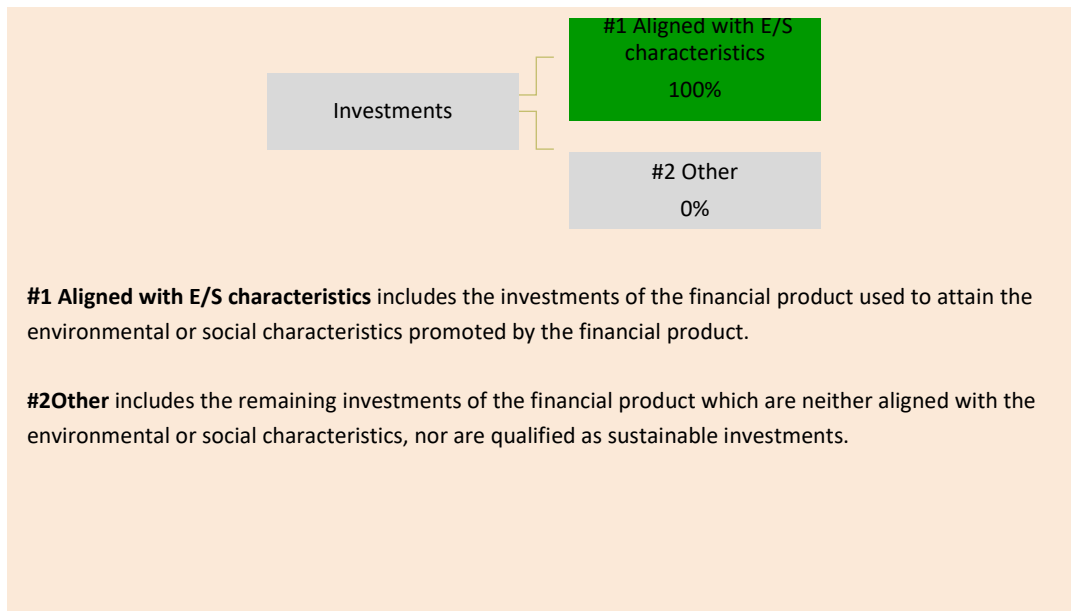 #1 Aligned with E/S
characteristics
100%
Investments
#2 Other
0%
#1 Aligned with E/S characteristics includes the investments of the financial product used to attain the
environmental or social characteristics promoted by the financial product.
#2Other includes the remaining investments of the financial product which are neither aligned with the
environmental or social characteristics, nor are qualified as sustainable investments.